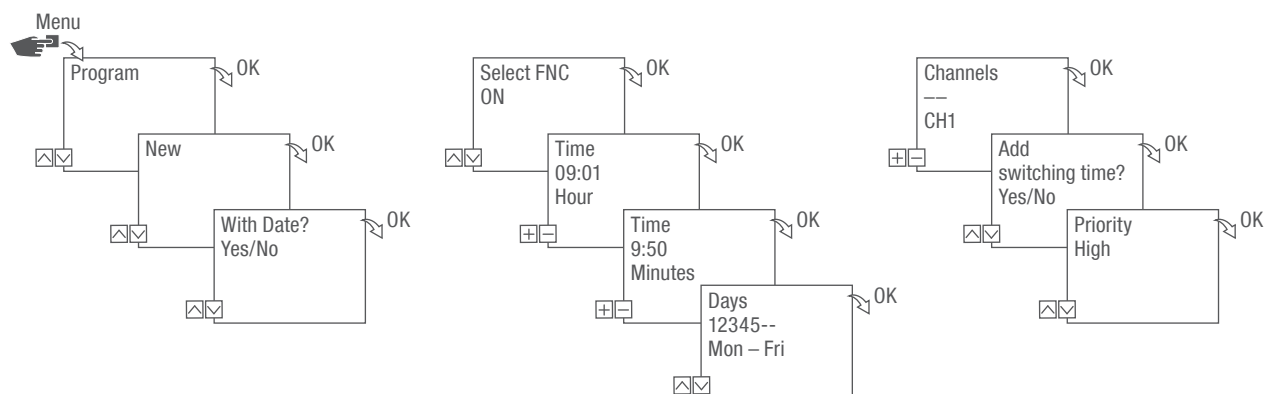 Menu
Program
OK
New
OK
With Date?
Yes/No
OK
Select FNC
ON
OK
Time
09:01
Hour
OK
+ −
Time
9:50
Minutes
OK
+ −
Days
12345--
Mon – Fri
OK
Channels
––
CH1
OK
+ −
Add
switching time?
Yes/No
OK
Priority
High
OK